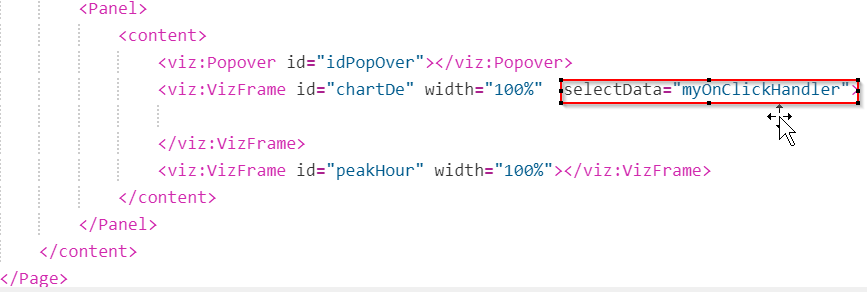 <Panel>
<content>
<viz:Popover id="idPopOver"></viz:Popover>
<viz:VizFrame id="chartDe" width="100%" selectData="myOnClickHandler">
</viz:VizFrame>
<viz:VizFrame id="peakHour" width="100%"></viz:VizFrame>
</content>
</Panel>
</content>
</Page>